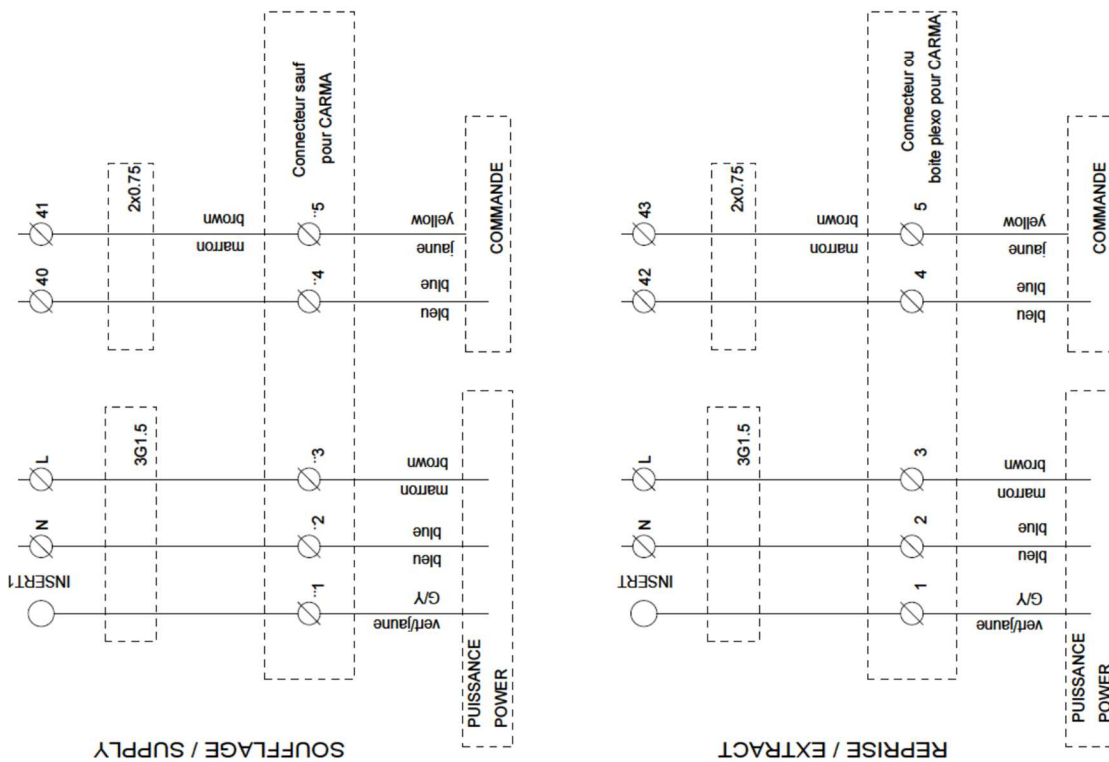 SOUFFLAGE / SUPPLY
INSERT1
N
L
40
41
3G1.5
2x0.75
marron
brown
Connecteur sauf
pour CARMA
..1
..2
..3
..4
..5
vert/jaune
G/Y
bleu
blue
marron
brown
bleu
blue
jaune
yellow
PUISSANCE
POWER
COMMANDE
REPRISE / EXTRACT
INSERT
N
L
42
43
3G1.5
2x0.75
marron
brown
Connecteur ou
boite plexo pour CARMA
1
2
3
4
5
vert/jaune
G/Y
bleu
blue
marron
brown
bleu
blue
jaune
yellow
PUISSANCE
POWER
COMMANDE